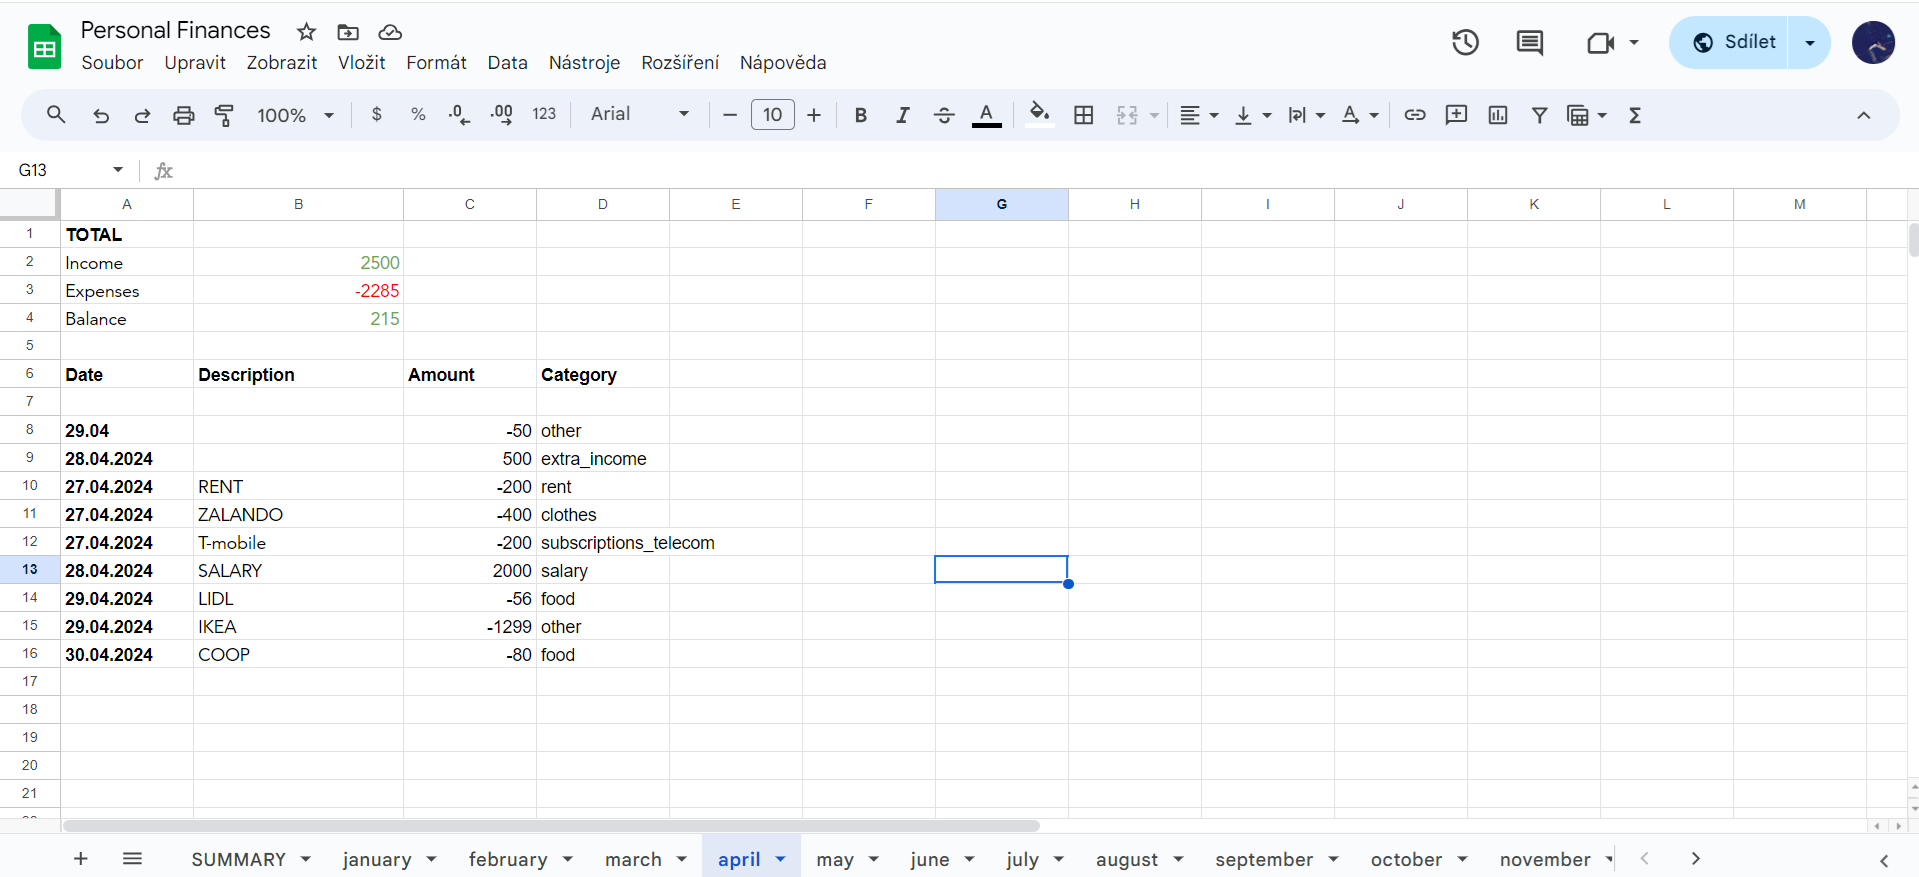 Personal Finances
Soubor Upravit Zobrazit Vložit Formát Data Nástroje Rozšíření Nápověda
Sdílet
100% $ % .0 .00 123 Arial 10 B I A A Σ
G13 fx
A B C D E F G H I J K L M
1 TOTAL
2 Income 2500
3 Expenses -2285
4 Balance 215
5
6 Date Description Amount Category
7
8 29.04 -50 other
9 28.04.2024 500 extra_income
10 27.04.2024 RENT -200 rent
11 27.04.2024 ZALANDO -400 clothes
12 27.04.2024 T-mobile -200 subscriptions_telecom
13 28.04.2024 SALARY 2000 salary
14 29.04.2024 LIDL -56 food
15 29.04.2024 IKEA -1299 other
16 30.04.2024 COOP -80 food
17
18
19
20
21
SUMMARY january february march april may june july august september october november